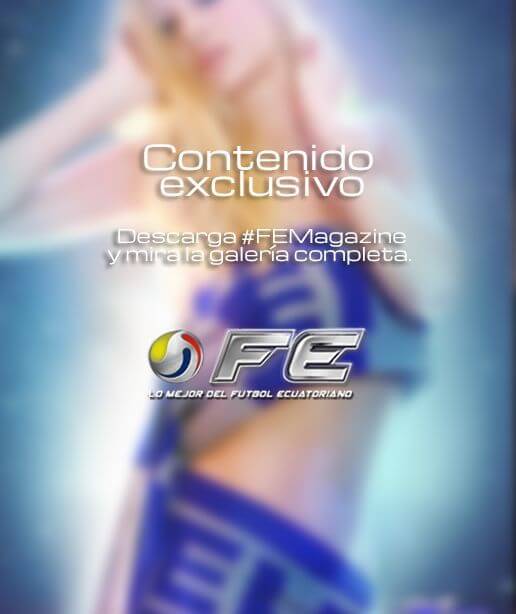 Contenido
exclusivo
Descarga #FEMagazine
y mira la galería completa.
FE
LO MEJOR DEL FUTBOL ECUATORIANO